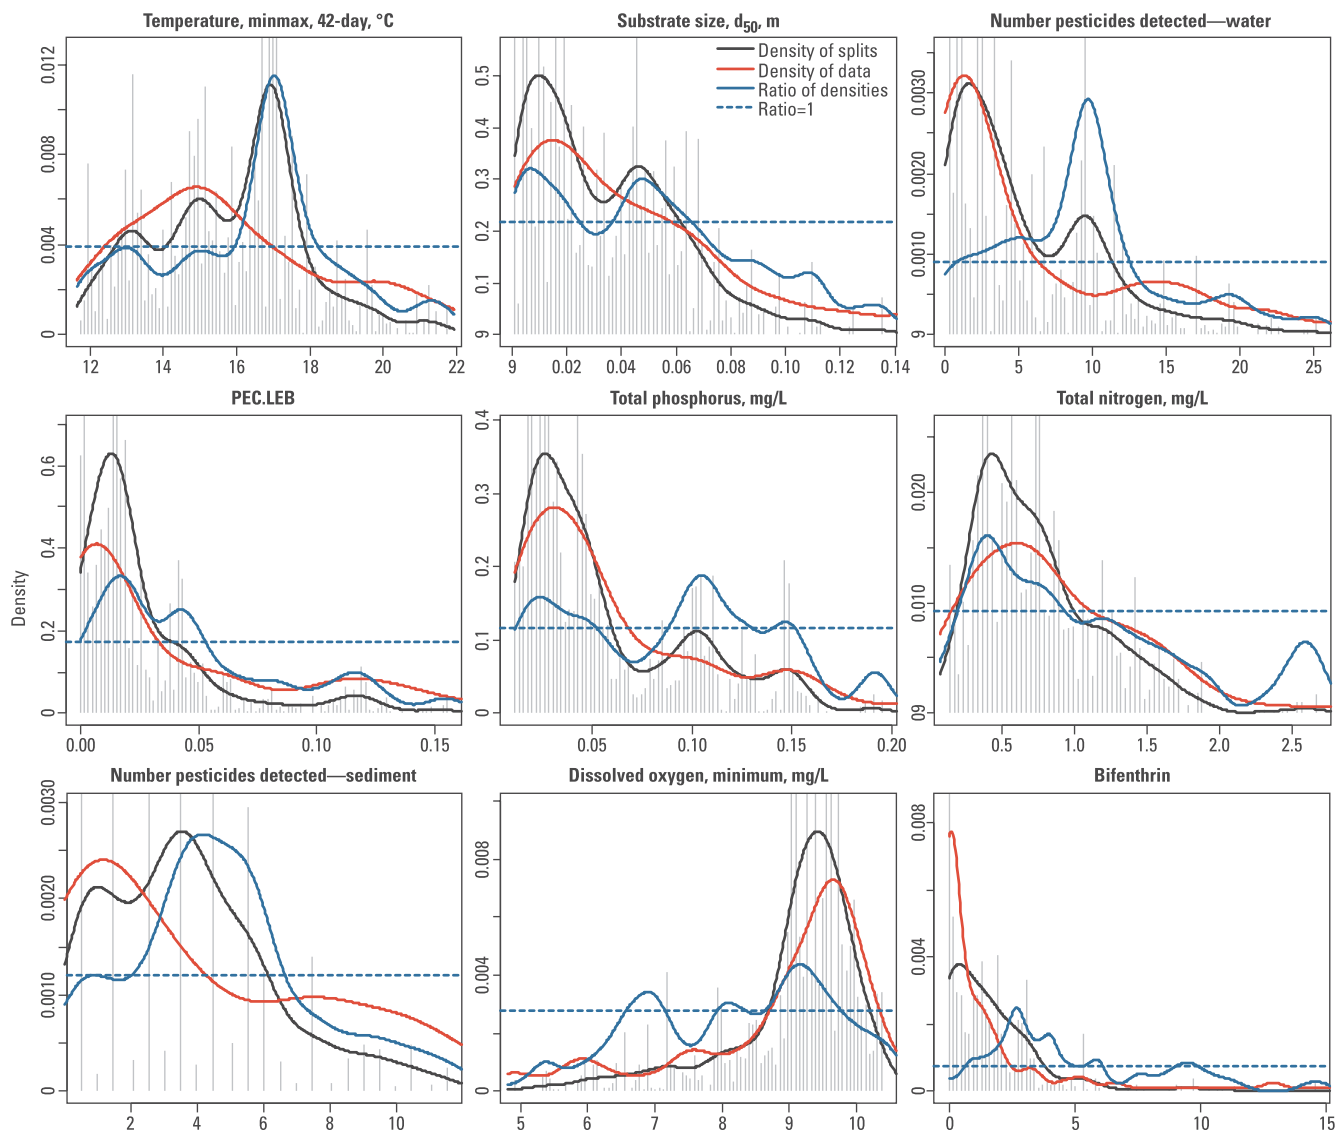 Temperature, minmax, 42-day, °C
0.012
0.008
0.004
0
12 14 16 18 20 22
Substrate size, d50, m
Density of splits
Density of data
Ratio of densities
Ratio=1
0.5
0.4
0.3
0.2
0.1
9
9 0.02 0.04 0.06 0.08 0.10 0.12 0.14
Number pesticides detected—water
0.0030
0.0020
0.0010
9
0 5 10 15 20 25
PEC.LEB
Density
0.6
0.4
0.2
0
0.00 0.05 0.10 0.15
Total phosphorus, mg/L
0.4
0.3
0.2
0.1
0
0.05 0.10 0.15 0.20
Total nitrogen, mg/L
0.020
0.010
0.9
0.5 1.0 1.5 2.0 2.5
Number pesticides detected—sediment
0.0030
0.0020
0.0010
0
2 4 6 8 10
Dissolved oxygen, minimum, mg/L
0.008
0.004
0
5 6 7 8 9 10
Bifenthrin
0.008
0.004
0
0 5 10 15